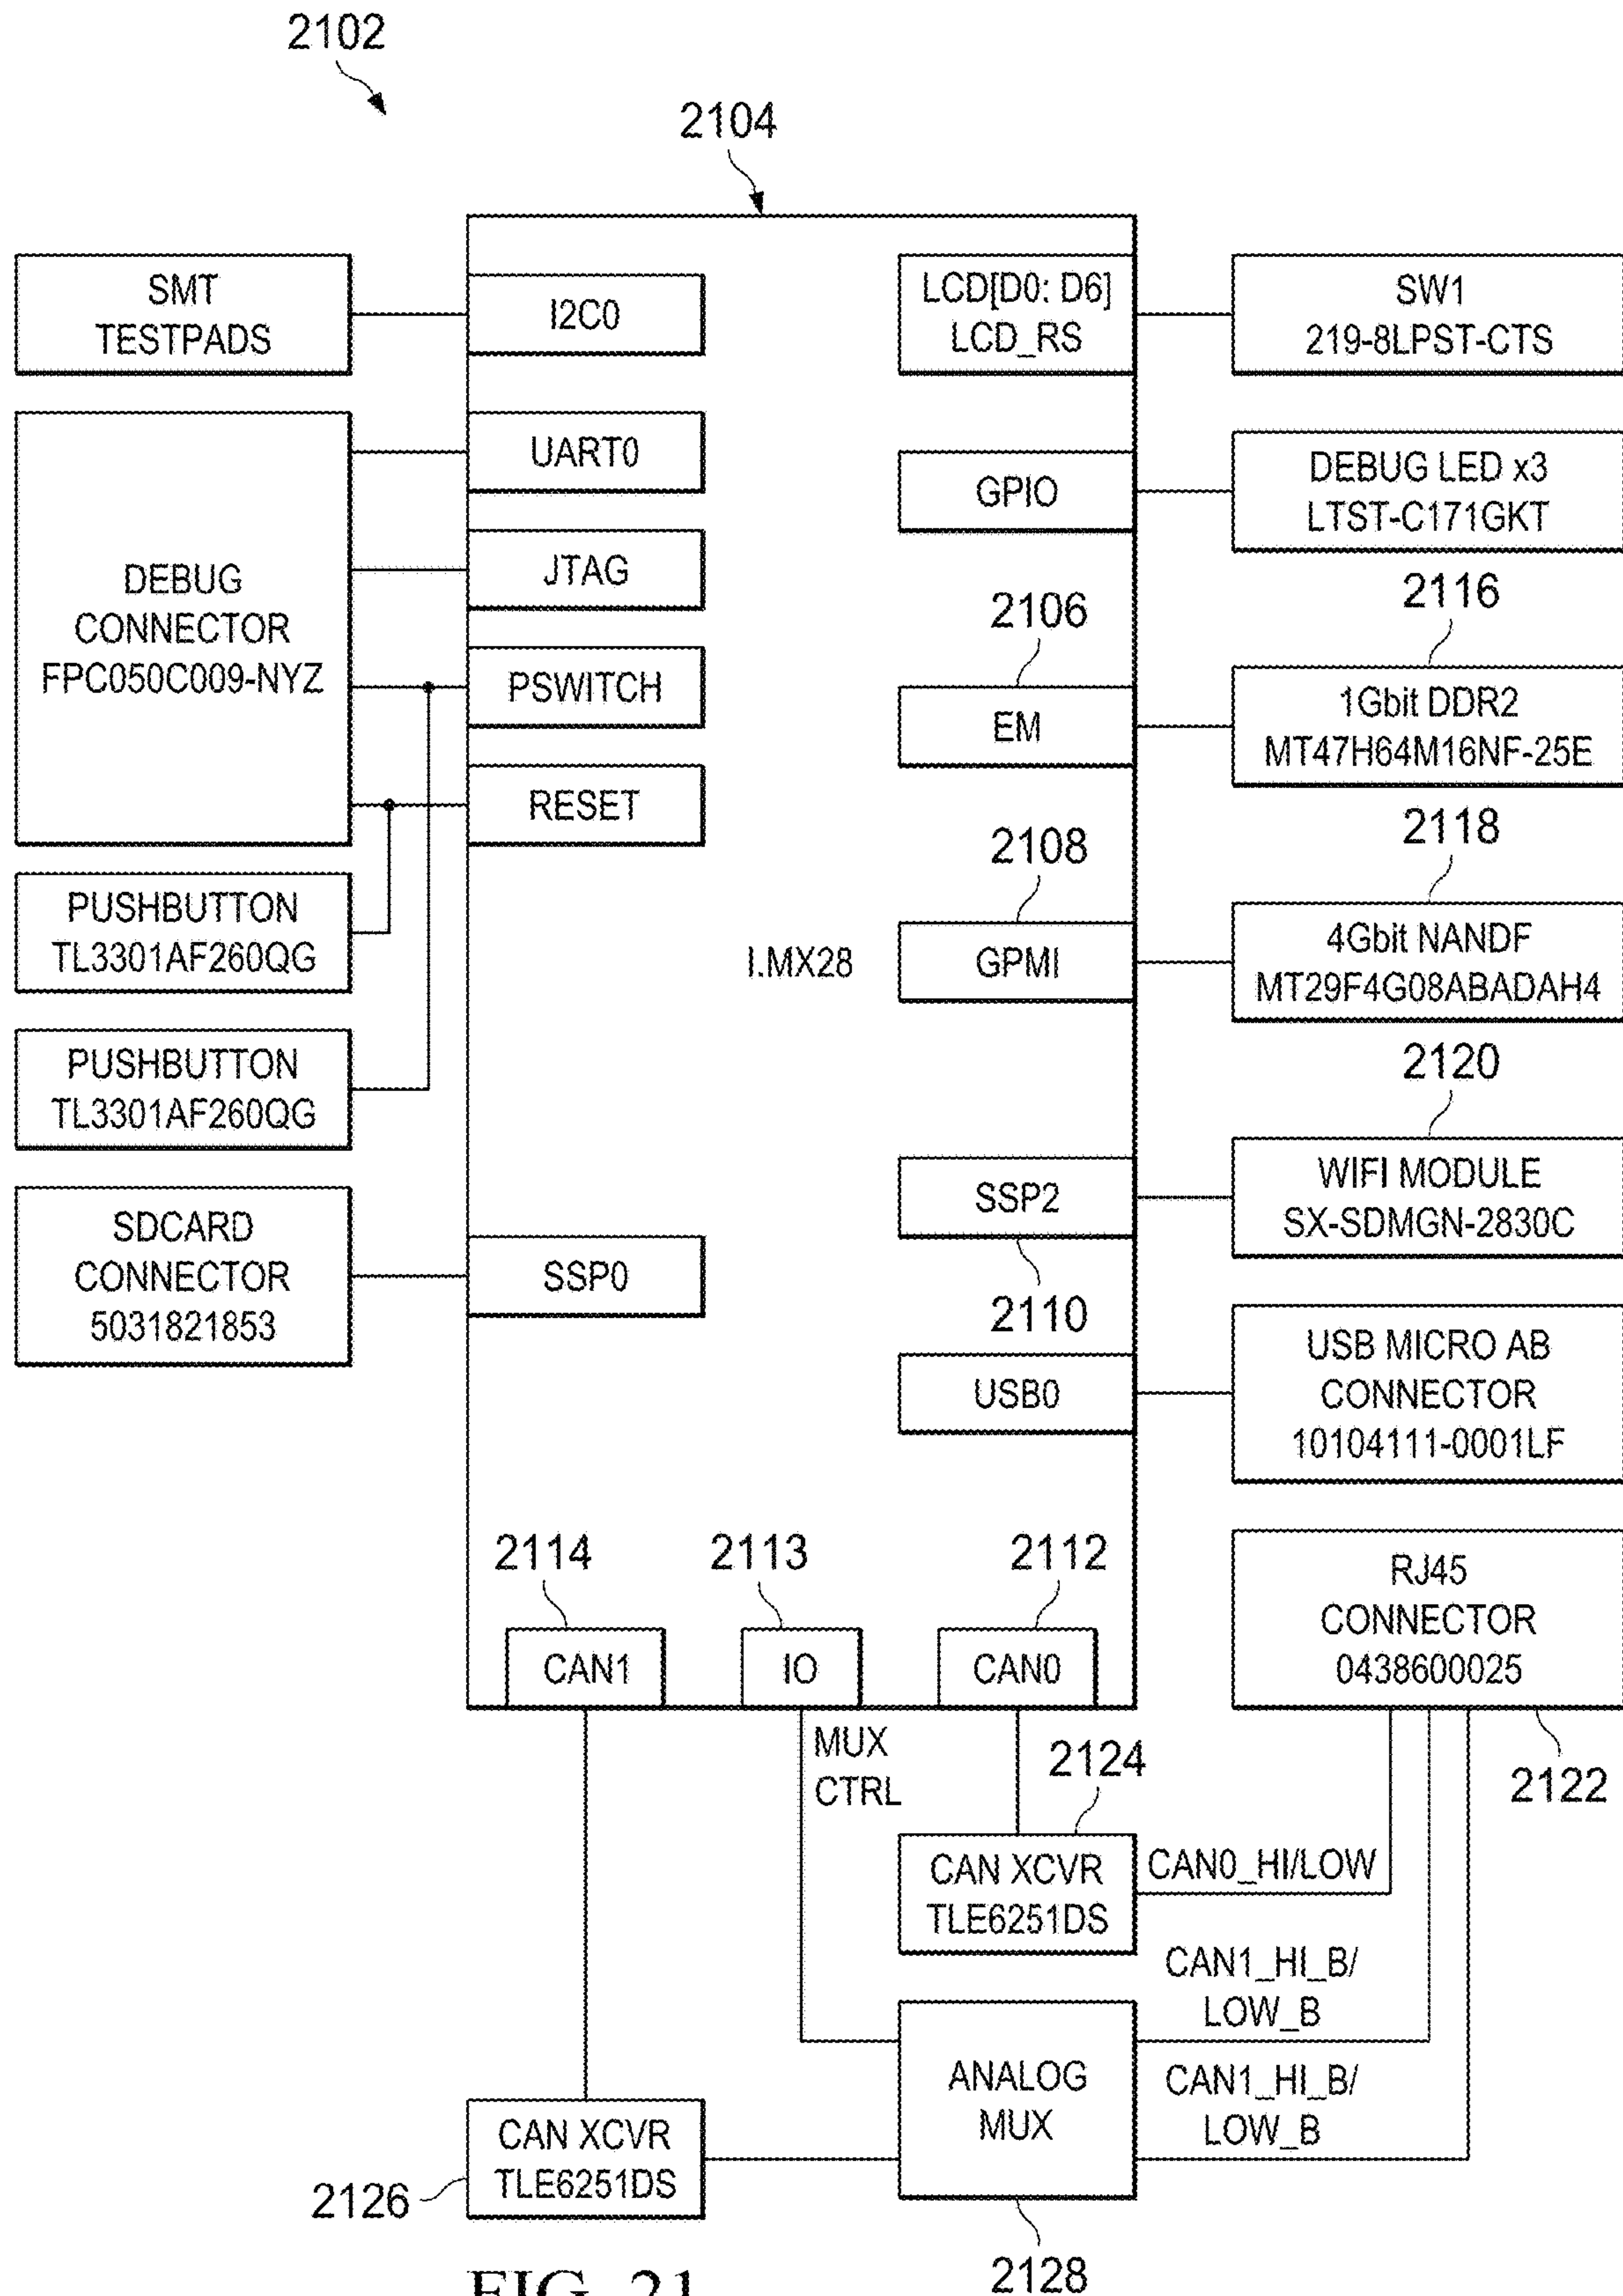 2102
2104
SMT
TESTPADS
I2C0
LCD[D0: D6]
LCD_RS
SW1
219-8LPST-CTS
DEBUG
CONNECTOR
FPC050C009-NYZ
UART0
JTAG
PSWITCH
RESET
GPIO
DEBUG LED x3
LTST-C171GKT
2106
2116
EM
1Gbit DDR2
MT47H64M16NF-25E
2108
2118
PUSHBUTTON
TL3301AF260QG
I.MX28
GPMI
4Gbit NANDF
MT29F4G08ABADAH4
PUSHBUTTON
TL3301AF260QG
2120
SSP2
WIFI MODULE
SX-SDMGN-2830C
SDCARD
CONNECTOR
5031821853
SSP0
2110
USB0
USB MICRO AB
CONNECTOR
10104111-0001LF
2114
2113
2112
CAN1
IO
CAN0
RJ45
CONNECTOR
0438600025
MUX
CTRL
2124
2122
CAN XCVR
TLE6251DS
CAN0_HI/LOW
CAN1_HI_B/
LOW_B
ANALOG
MUX
CAN1_HI_B/
LOW_B
CAN XCVR
TLE6251DS
2126
2128
FIG. 21